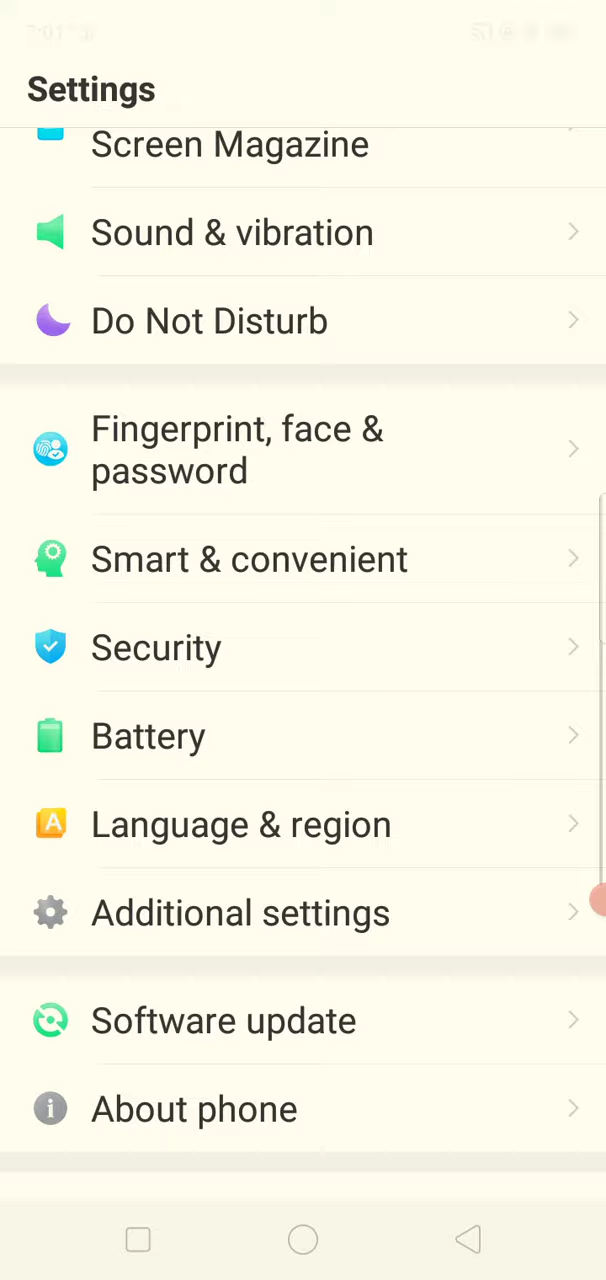 Settings
Screen Magazine
Sound & vibration
Do Not Disturb
Fingerprint, face &
password
Smart & convenient
Security
Battery
A
Language & region
Additional settings
Software update
About phone